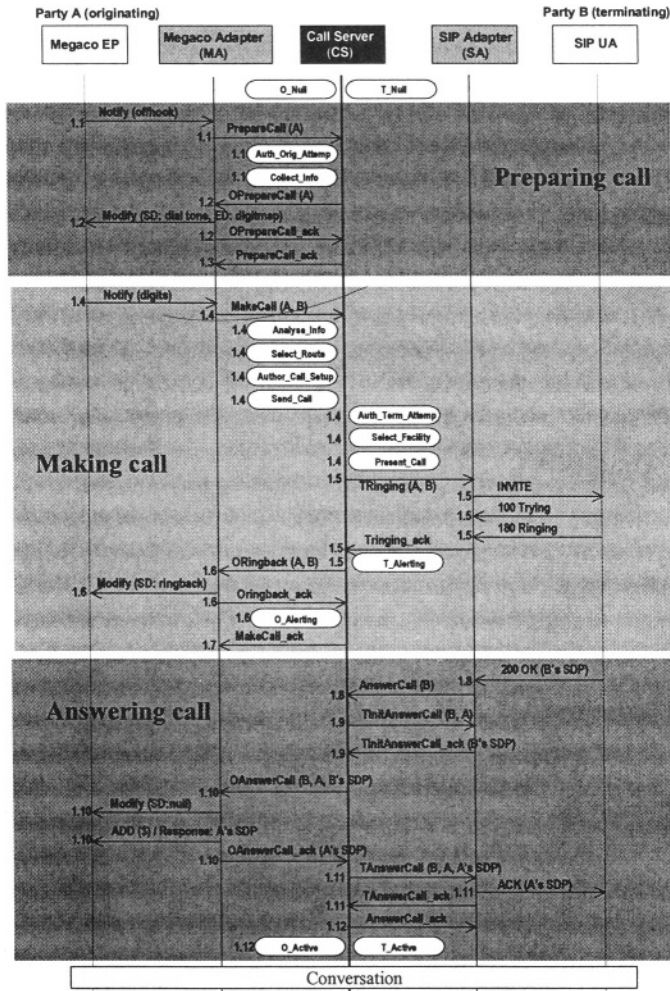 Party A (originating)
Party B (terminating)
Megaco EP
Megaco Adapter
(MA)
Call Server
(CS)
SIP Adapter
(SA)
SIP UA
O_Null
T_Null
Notify (offhook)
1.1
PrepareCall (A)
1.1
1.1 Auth_Orig_Attemp
1.1 Collect_Info
Preparing call
OPrepareCall (A)
1.2
Modify (SD: dial tone, ED: digitmap)
1.2
OPrepareCall_ack
1.2
PrepareCall_ack
1.3
Notify (digits)
1.4
MakeCall (A, B)
1.4
1.4 Analyse_Info
1.4 Select_Route
1.4 Author_Call_Setup
1.4 Send_Call
1.4 Auth_Term_Attemp
1.4 Select_Facility
Making call
1.4 Present_Call
TRinging (A, B)
1.5
INVITE
1.5
100 Trying
1.5
180 Ringing
1.5
Tringing_ack
1.5
ORingback (A, B)
1.5 T_Alerting
1.6
Modify (SD: ringback)
1.6
Oringback_ack
1.6
1.6 O_Alerting
MakeCall_ack
1.7
200 OK (B's SDP)
1.8
AnswerCall (B)
1.8
Answering call
TInitAnswerCall (B, A)
1.9
TInitAnswerCall_ack (B's SDP)
1.9
OAnswerCall (B, A, B's SDP)
1.10
Modify (SD:null)
1.10
ADD ($) / Response: A's SDP
1.10
OAnswerCall_ack (A's SDP)
1.10
TAnswerCall (B, A, A's SDP)
1.11
ACK (A's SDP)
1.11
TAnswerCall_ack
1.11
AnswerCall_ack
1.12
1.12 O_Active
T_Active
Conversation